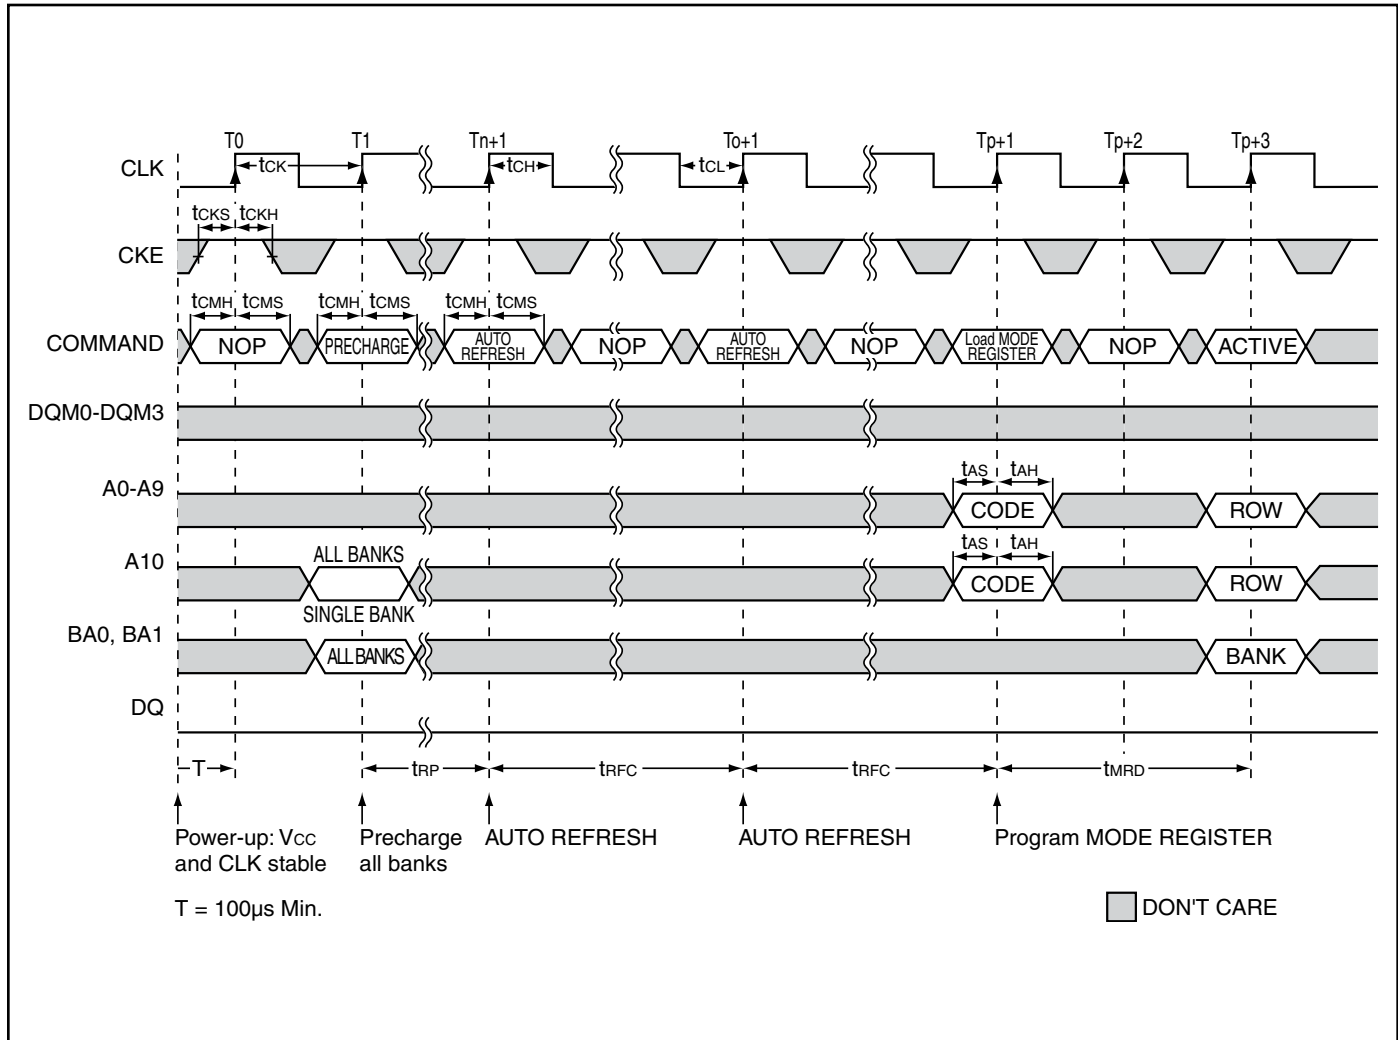 T0 T1 Tn+1 To+1 Tp+1 Tp+2 Tp+3
CLK tCK tCH tCL
tCKS tCKH
CKE
tCMH tCMS tCMH tCMS tCMH tCMS
COMMAND NOP PRECHARGE AUTO REFRESH NOP AUTO REFRESH NOP Load MODE REGISTER NOP ACTIVE
DQM0-DQM3
tAS tAH
A0-A9 CODE ROW
ALL BANKS tAS tAH
A10 CODE ROW
SINGLE BANK
BA0, BA1 ALL BANKS BANK
DQ
T tRP tRFC tRFC tMRD
Power-up: VCC
and CLK stable
Precharge
all banks
AUTO REFRESH
AUTO REFRESH
Program MODE REGISTER
T = 100µs Min.
DON'T CARE